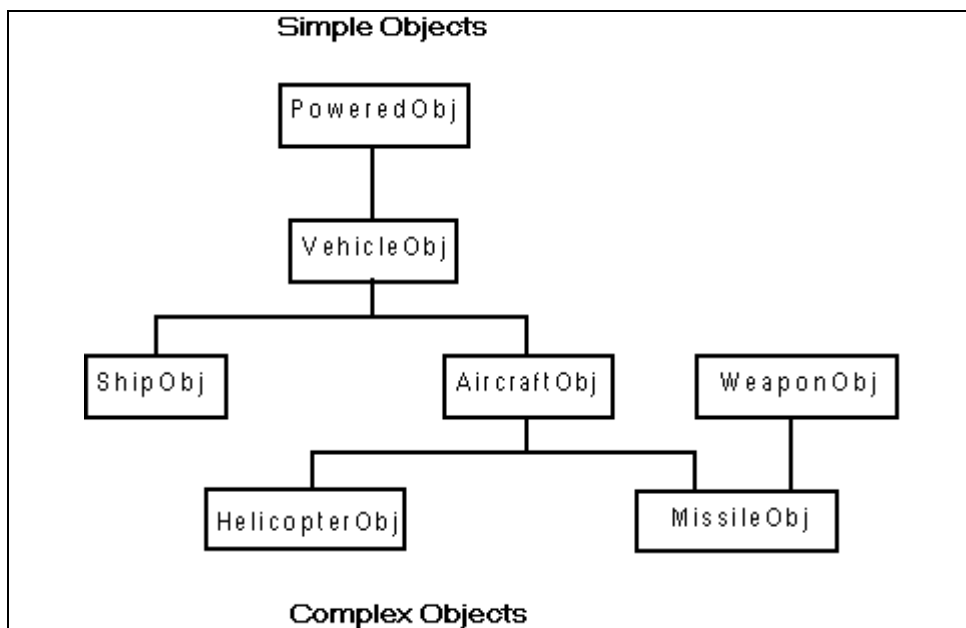 Simple Objects
PoweredObj
VehicleObj
ShipObj
AircraftObj
WeaponObj
HelicopterObj
MissileObj
Complex Objects